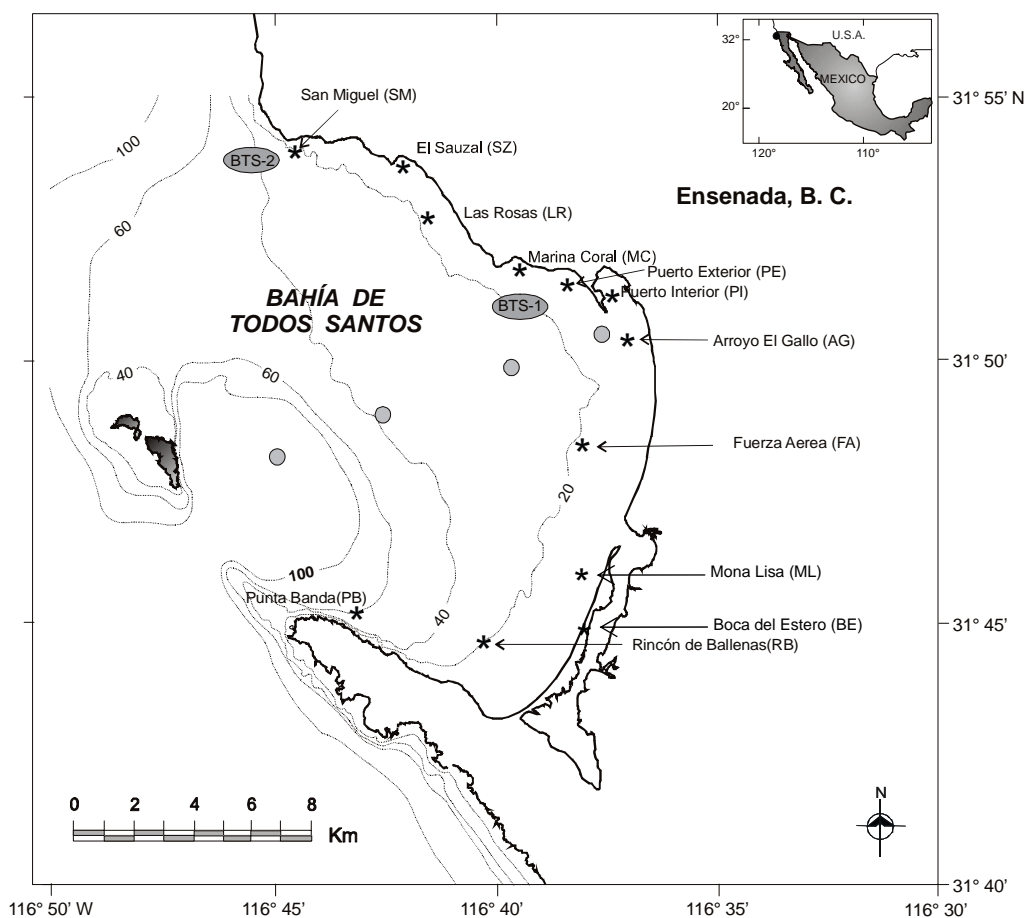 U.S.A.
32°
MEXICO
20°
120°
110°
San Miguel (SM)
31° 55' N
100
BTS-2
El Sauzal (SZ)
Ensenada, B. C.
Las Rosas (LR)
60
Marina Coral (MC)
Puerto Exterior (PE)
Puerto Interior (PI)
BAHÍA DE
TODOS SANTOS
BTS-1
Arroyo El Gallo (AG)
31° 50'
40
60
Fuerza Aerea (FA)
20
100
Mona Lisa (ML)
Punta Banda(PB)
40
Boca del Estero (BE)
31° 45'
Rincón de Ballenas(RB)
0 2 4 6 8
Km
N
31° 40'
116° 50' W
116° 45'
116° 40'
116° 35'
116° 30'